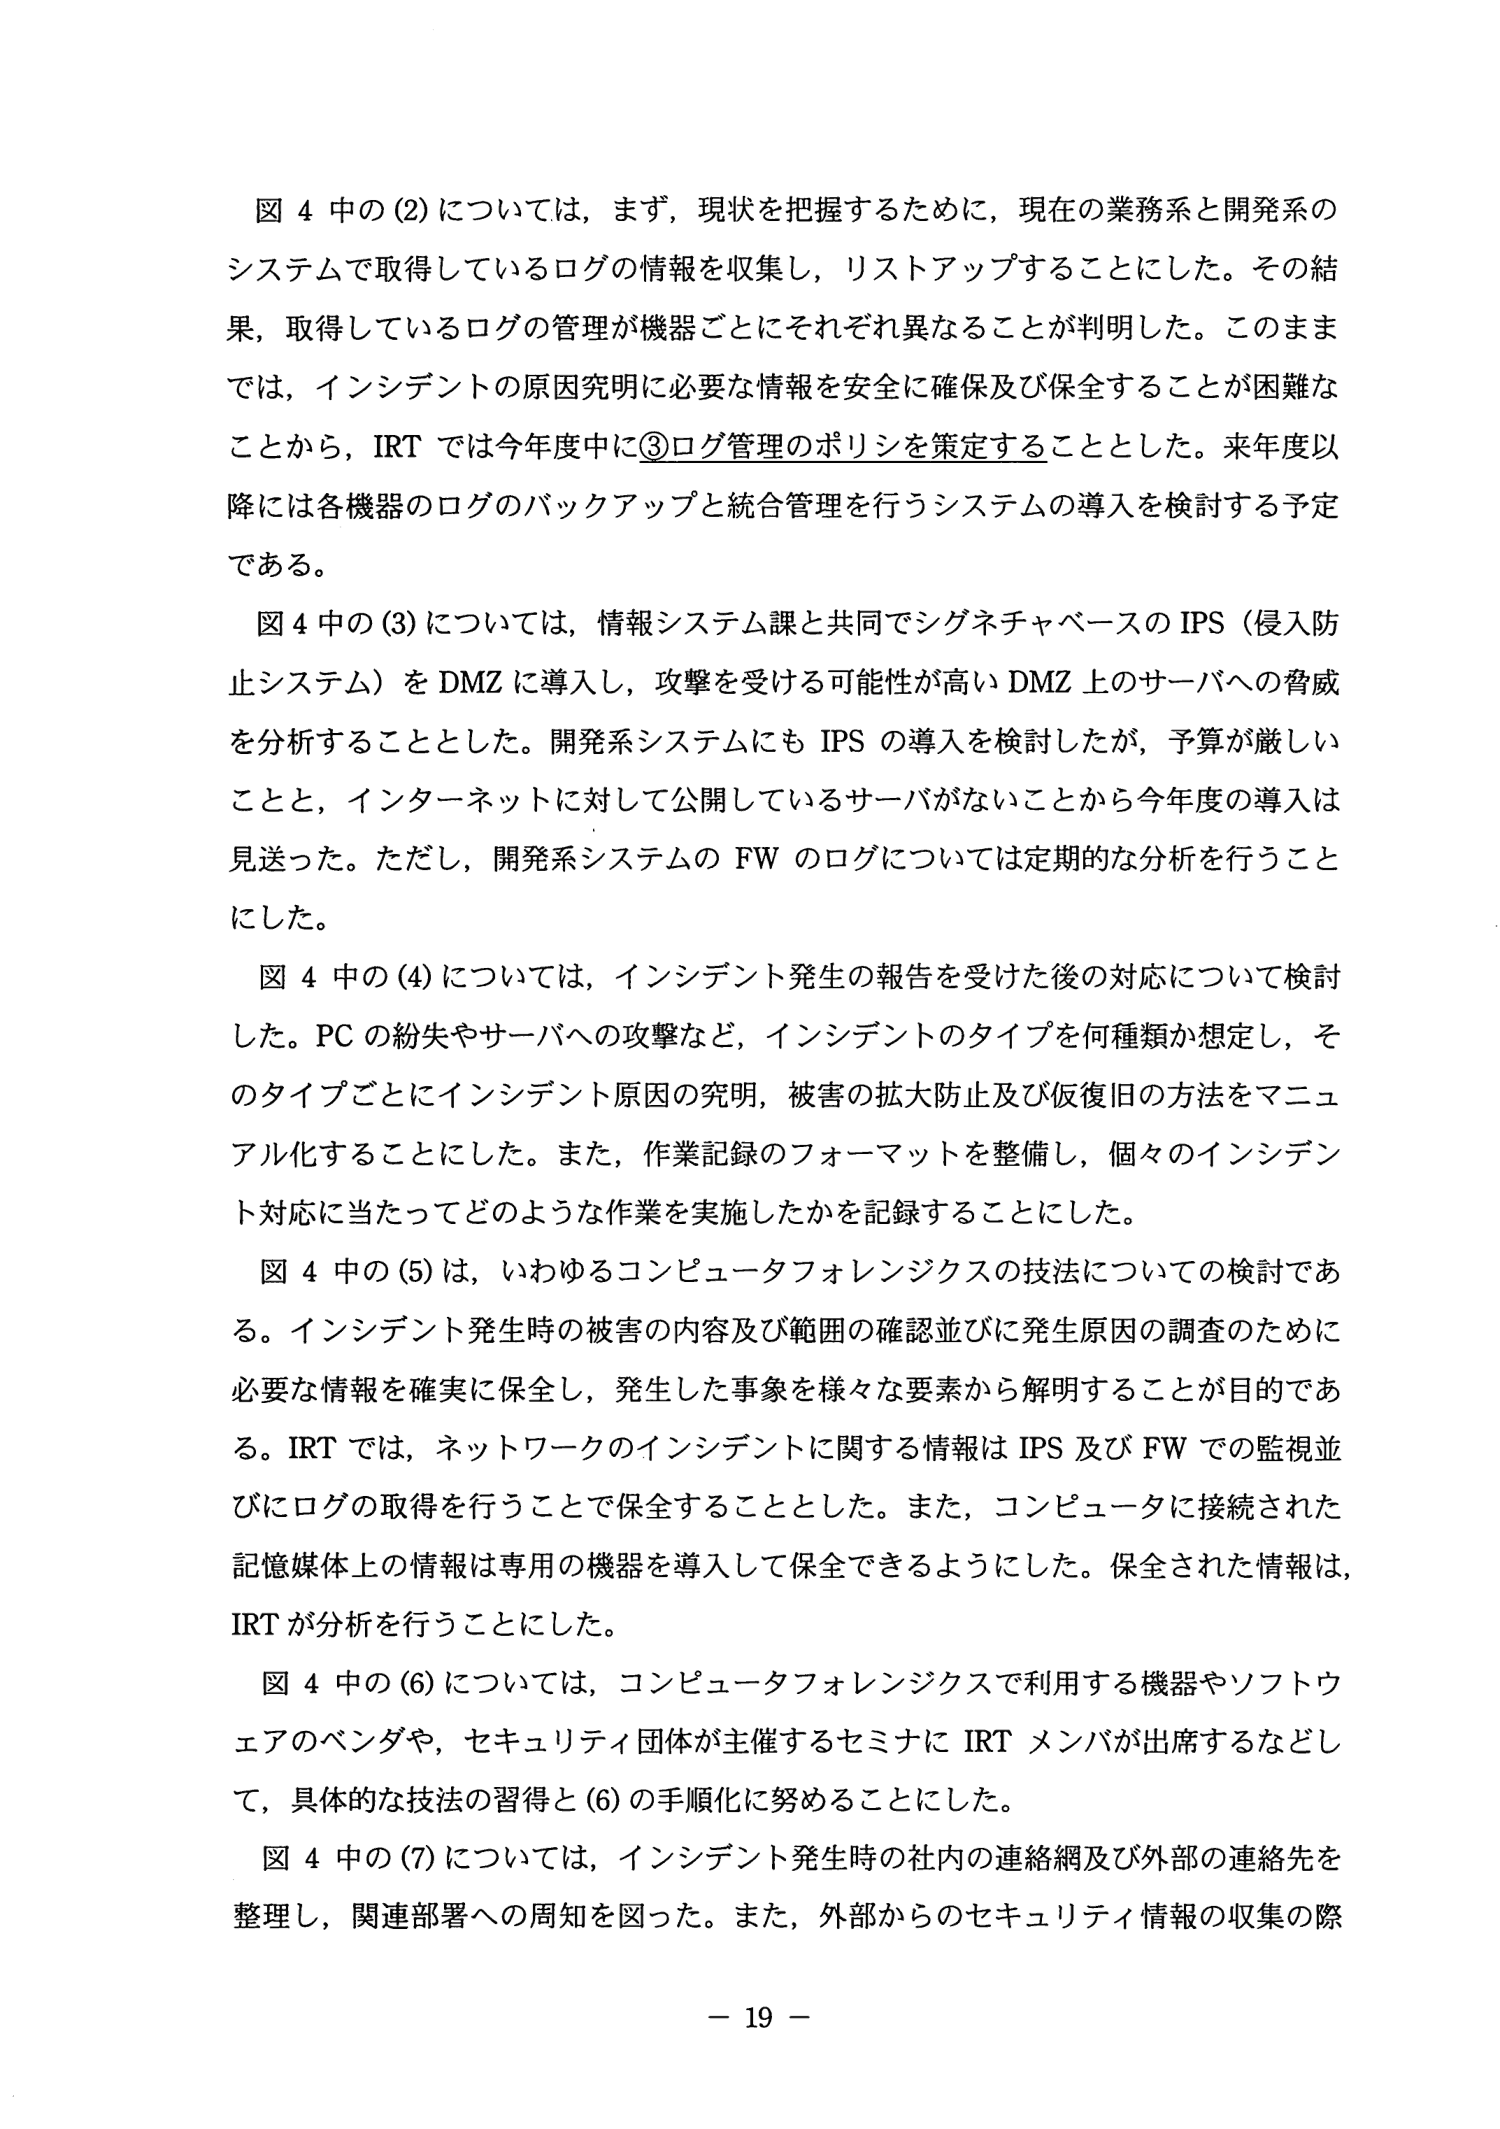 図 4 中の(2)については，まず，現状を把握するために，現在の業務系と開発系の
システムで取得しているログの情報を収集し，リストアップすることにした。その結
果，取得しているログの管理が機器ごとにそれぞれ異なることが判明した。このまま
では，インシデントの原因究明に必要な情報を安全に確保及び保全することが困難な
ことから，IRT では今年度中に③ログ管理のポリシを策定することとした。来年度以
降には各機器のログのバックアップと統合管理を行うシステムの導入を検討する予定
である。
図 4 中の(3)については，情報システム課と共同でシグネチャベースの IPS（侵入防
止システム）を DMZ に導入し，攻撃を受ける可能性が高い DMZ 上のサーバへの脅威
を分析することとした。開発系システムにも IPS の導入を検討したが，予算が厳しい
ことと，インターネットに対して公開しているサーバがないことから今年度の導入は
見送った。ただし，開発系システムの FW のログについては定期的な分析を行うこと
にした。
図 4 中の(4)については，インシデント発生の報告を受けた後の対応について検討
した。PC の紛失やサーバへの攻撃など，インシデントのタイプを何種類か想定し，そ
のタイプごとにインシデント原因の究明，被害の拡大防止及び仮復旧の方法をマニュ
アル化することにした。また，作業記録のフォーマットを整備し，個々のインシデン
ト対応に当たってどのような作業を実施したかを記録することにした。
図 4 中の(5)は，いわゆるコンピュータフォレンジクスの技法についての検討であ
る。インシデント発生時の被害の内容及び範囲の確認並びに発生原因の調査のために
必要な情報を確実に保全し，発生した事象を様々な要素から解明することが目的であ
る。IRT では，ネットワークのインシデントに関する情報は IPS 及び FW での監視並
びにログの取得を行うことで保全することとした。また，コンピュータに接続された
記憶媒体上の情報は専用の機器を導入して保全できるようにした。保全された情報は，
IRT が分析を行うことにした。
図 4 中の(6)については，コンピュータフォレンジクスで利用する機器やソフトウ
ェアのベンダや，セキュリティ団体が主催するセミナに IRT メンバが出席するなどし
て，具体的な技法の習得と(6)の手順化に努めることにした。
図 4 中の(7)については，インシデント発生時の社内の連絡網及び外部の連絡先を
整理し，関連部署への周知を図った。また，外部からのセキュリティ情報の収集の際
― 19 ―